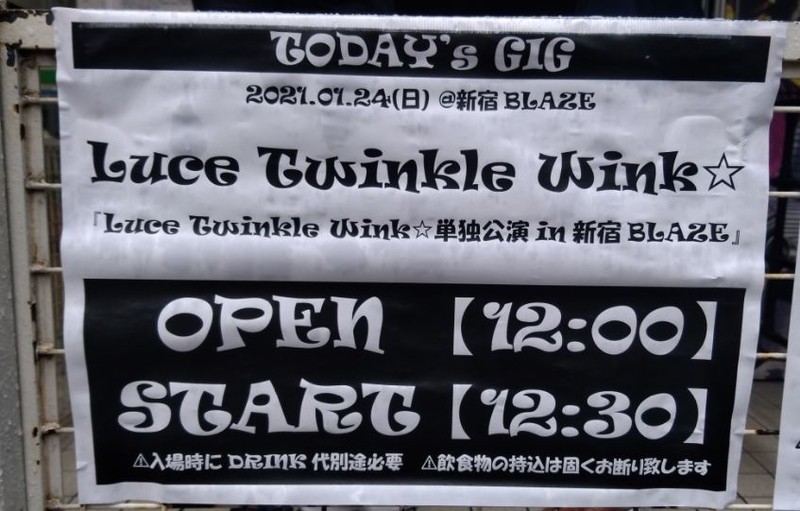 TODAY's GIG
2021.01.24(日) @新宿 BLAZE
Luce Twinkle Wink☆
『Luce Twinkle Wink☆単独公演 in 新宿 BLAZE』
OPEN 【12:00】
START 【12:30】
⚠入場時に DRINK 代別途必要 ⚠飲食物の持込は固くお断り致します